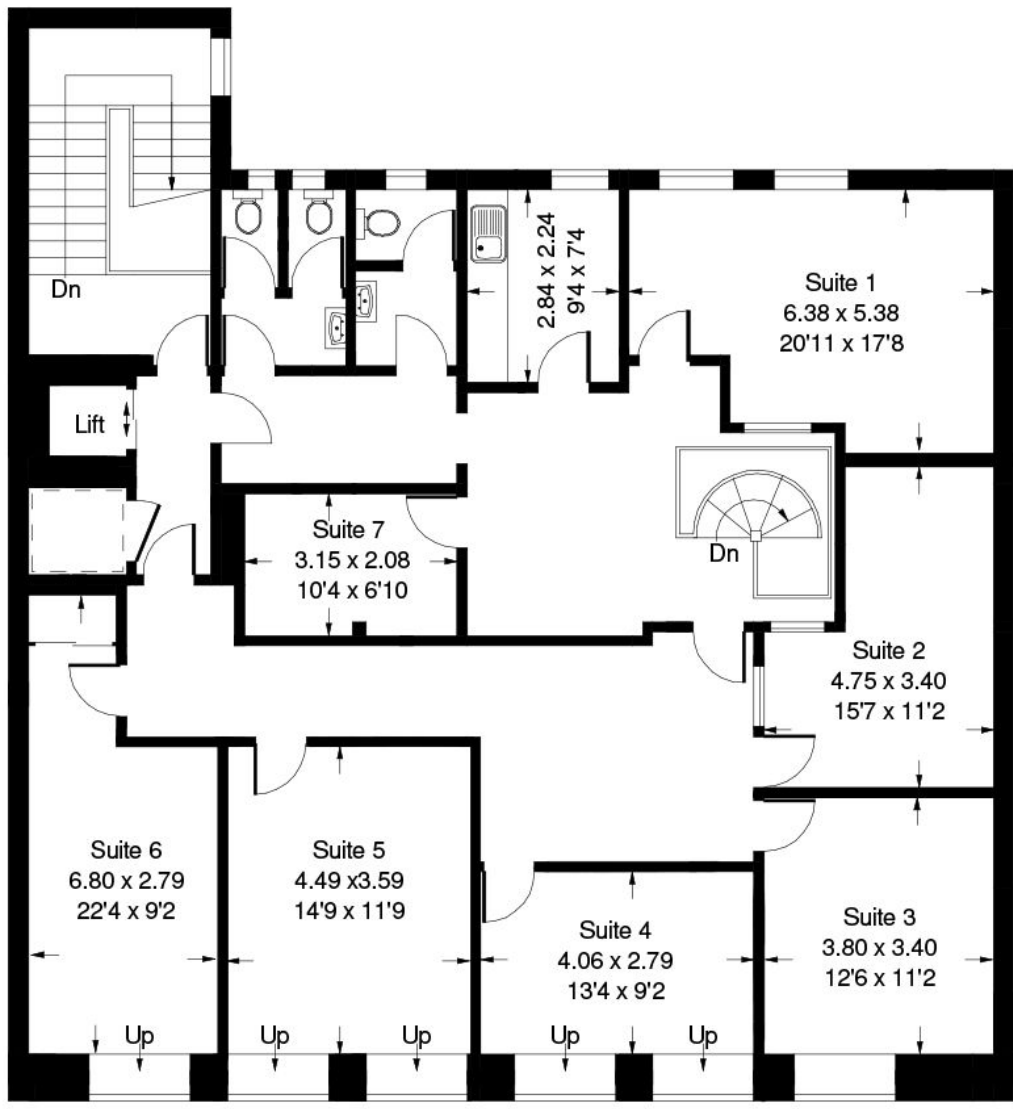 Dn
2.84 x 2.24
9'4 x 7'4
Suite 1
6.38 x 5.38
20'11 x 17'8
Lift
Suite 7
3.15 x 2.08
10'4 x 6'10
Dn
Suite 2
4.75 x 3.40
15'7 x 11'2
Suite 6
6.80 x 2.79
22'4 x 9'2
Suite 5
4.49 x3.59
14'9 x 11'9
Suite 4
4.06 x 2.79
13'4 x 9'2
Suite 3
3.80 x 3.40
12'6 x 11'2
Up
Up
Up
Up
Up